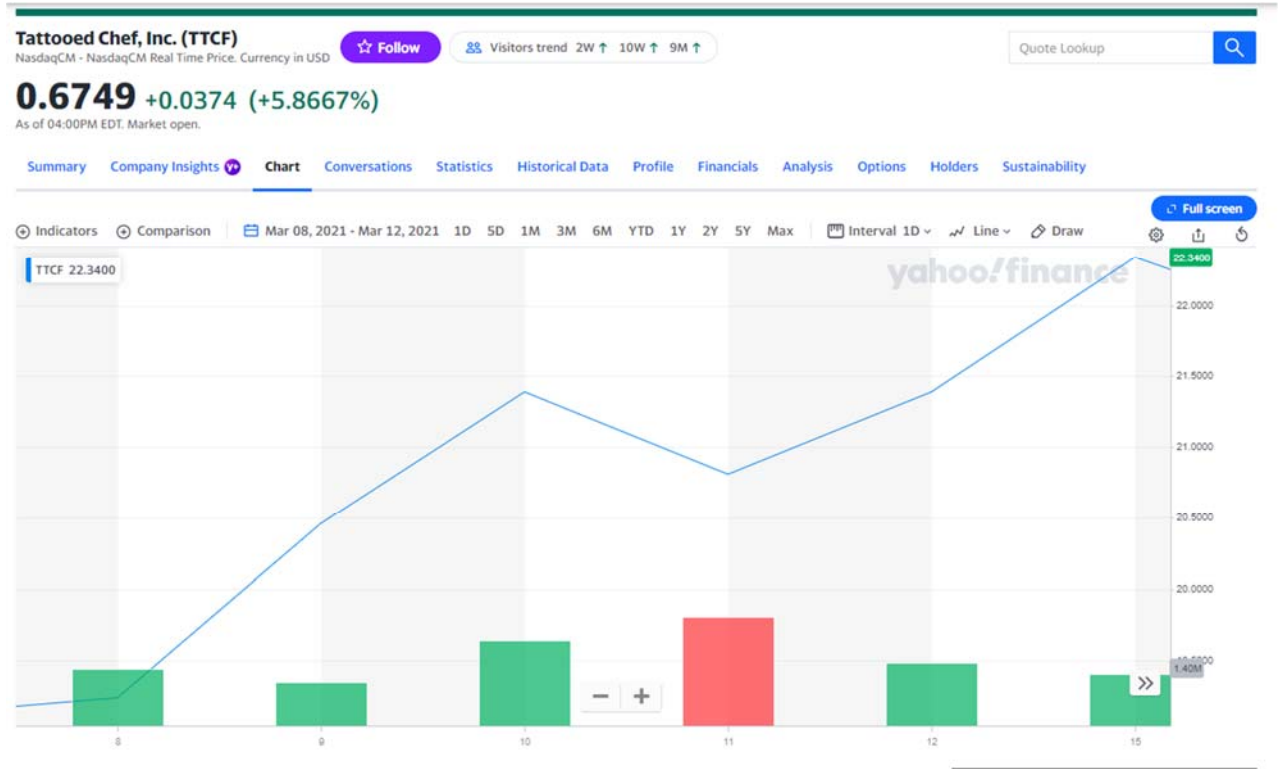 Tattooed Chef, Inc. (TTCF)
NasdaqCM - NasdaqCM Real Time Price. Currency in USD
Follow
Visitors trend 2W ↑ 10W ↑ 9M ↑
Quote Lookup
0.6749 +0.0374 (+5.8667%)
As of 04:00PM EDT. Market open.
Summary Company Insights Y+ Chart Conversations Statistics Historical Data Profile Financials Analysis Options Holders Sustainability
Full screen
Indicators Comparison Mar 08, 2021 - Mar 12, 2021 1D 5D 1M 3M 6M YTD 1Y 2Y 5Y Max Interval 1D Line Draw
TTCF 22.3400
yahoo!finance
22.3400
22.0000
21.5000
21.0000
20.5000
20.0000
1.40M
8 9 10 11 12 15